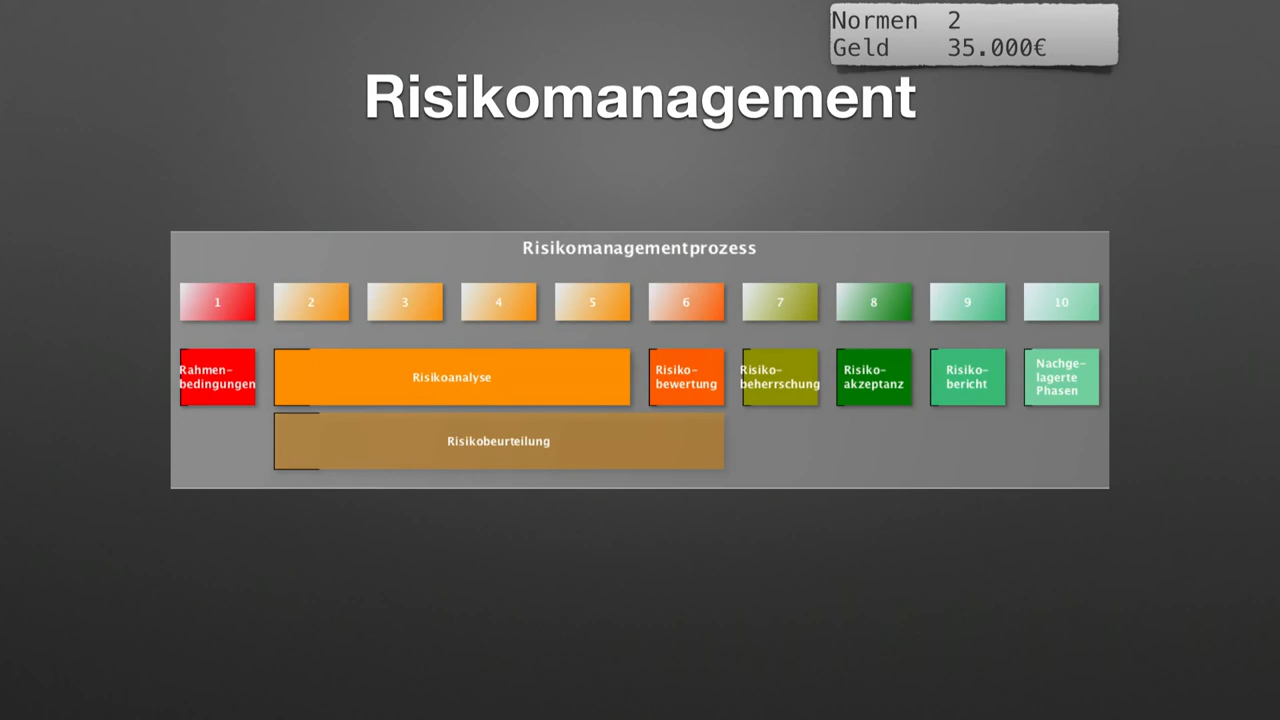 Normen 2
Geld 35.000€
Risikomanagement
Risikomanagementprozess
1 2 3 4 5 6 7 8 9 10
Rahmen-
bedingungen
Risikoanalyse
Risiko-
bewertung
Risiko-
beherrschung
Risiko-
akzeptanz
Risiko-
bericht
Nachge-
lagerte
Phasen
Risikobeurteilung